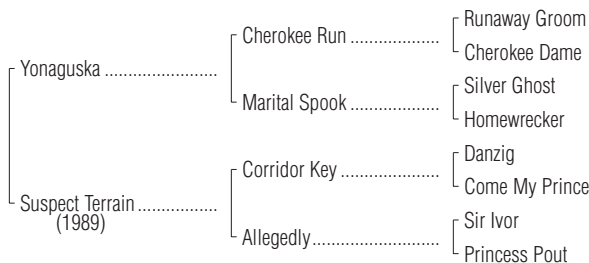 Runaway Groom
Cherokee Run ...................
Cherokee Dame
Yonaguska .......................
Silver Ghost
Marital Spook ...................
Homewrecker
Danzig
Corridor Key .....................
Come My Prince
Suspect Terrain ................
(1989)
Sir Ivor
Allegedly...........................
Princess Pout